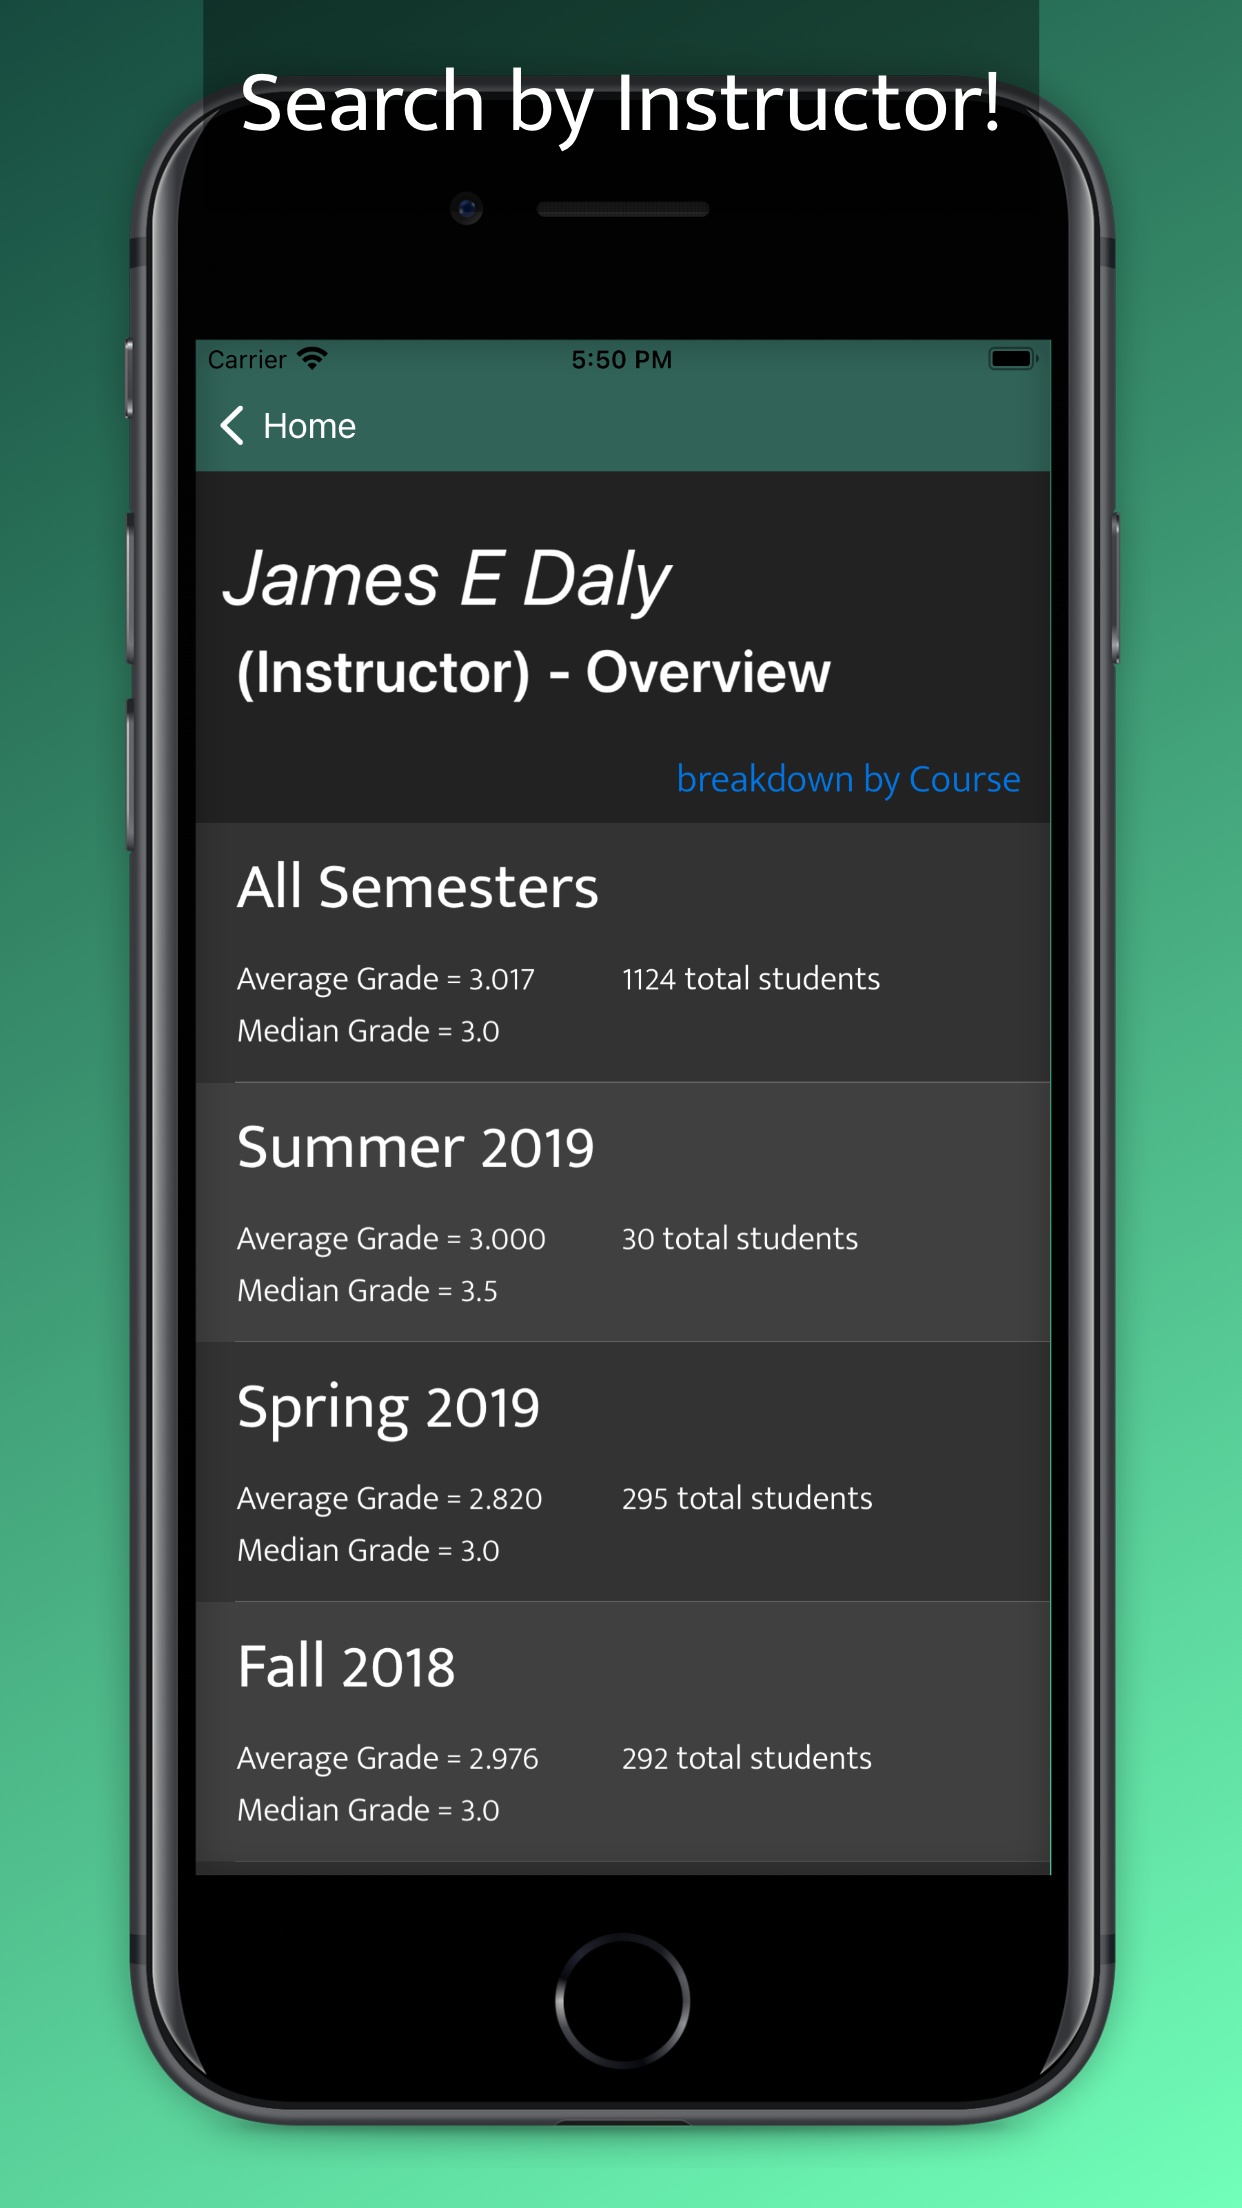 Search by Instructor!
Carrier 5:50 PM
Home
James E Daly
(Instructor) - Overview
breakdown by Course
All Semesters
Average Grade = 3.017 1124 total students
Median Grade = 3.0
Summer 2019
Average Grade = 3.000 30 total students
Median Grade = 3.5
Spring 2019
Average Grade = 2.820 295 total students
Median Grade = 3.0
Fall 2018
Average Grade = 2.976 292 total students
Median Grade = 3.0